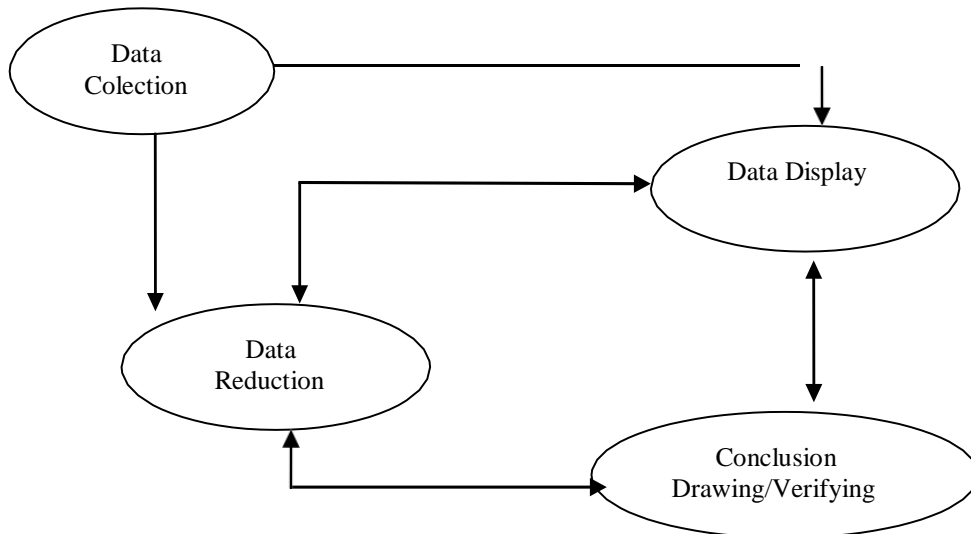 Data
Colection
Data Display
Data
Reduction
Conclusion
Drawing/Verifying